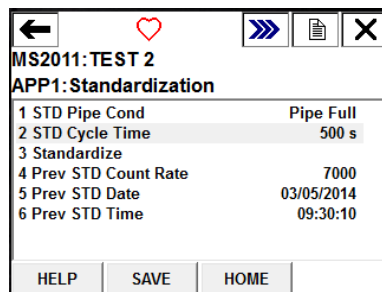 MS2011:TEST 2
APP1:Standardization
1 STD Pipe Cond Pipe Full
2 STD Cycle Time 500 s
3 Standardize
4 Prev STD Count Rate 7000
5 Prev STD Date 03/05/2014
6 Prev STD Time 09:30:10
HELP SAVE HOME